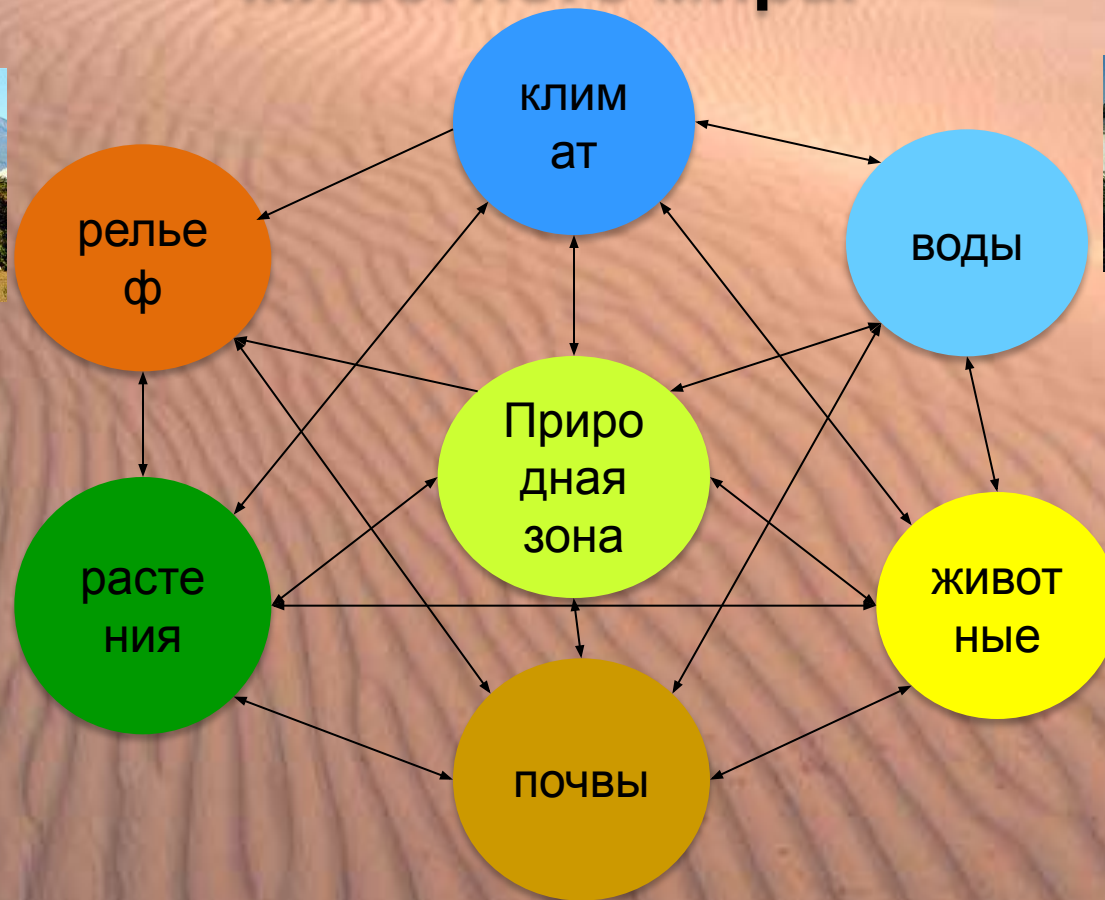 клим
ат
релье
ф
воды
Приро
дная
зона
расте
ния
живот
ные
почвы